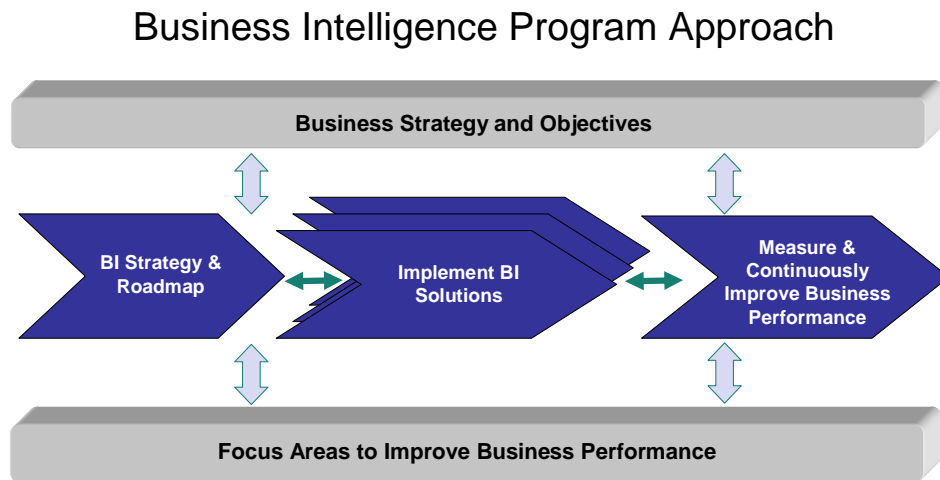 Business Intelligence Program Approach
Business Strategy and Objectives
BI Strategy &
Roadmap
Implement BI
Solutions
Measure &
Continuously
Improve Business
Performance
Focus Areas to Improve Business Performance